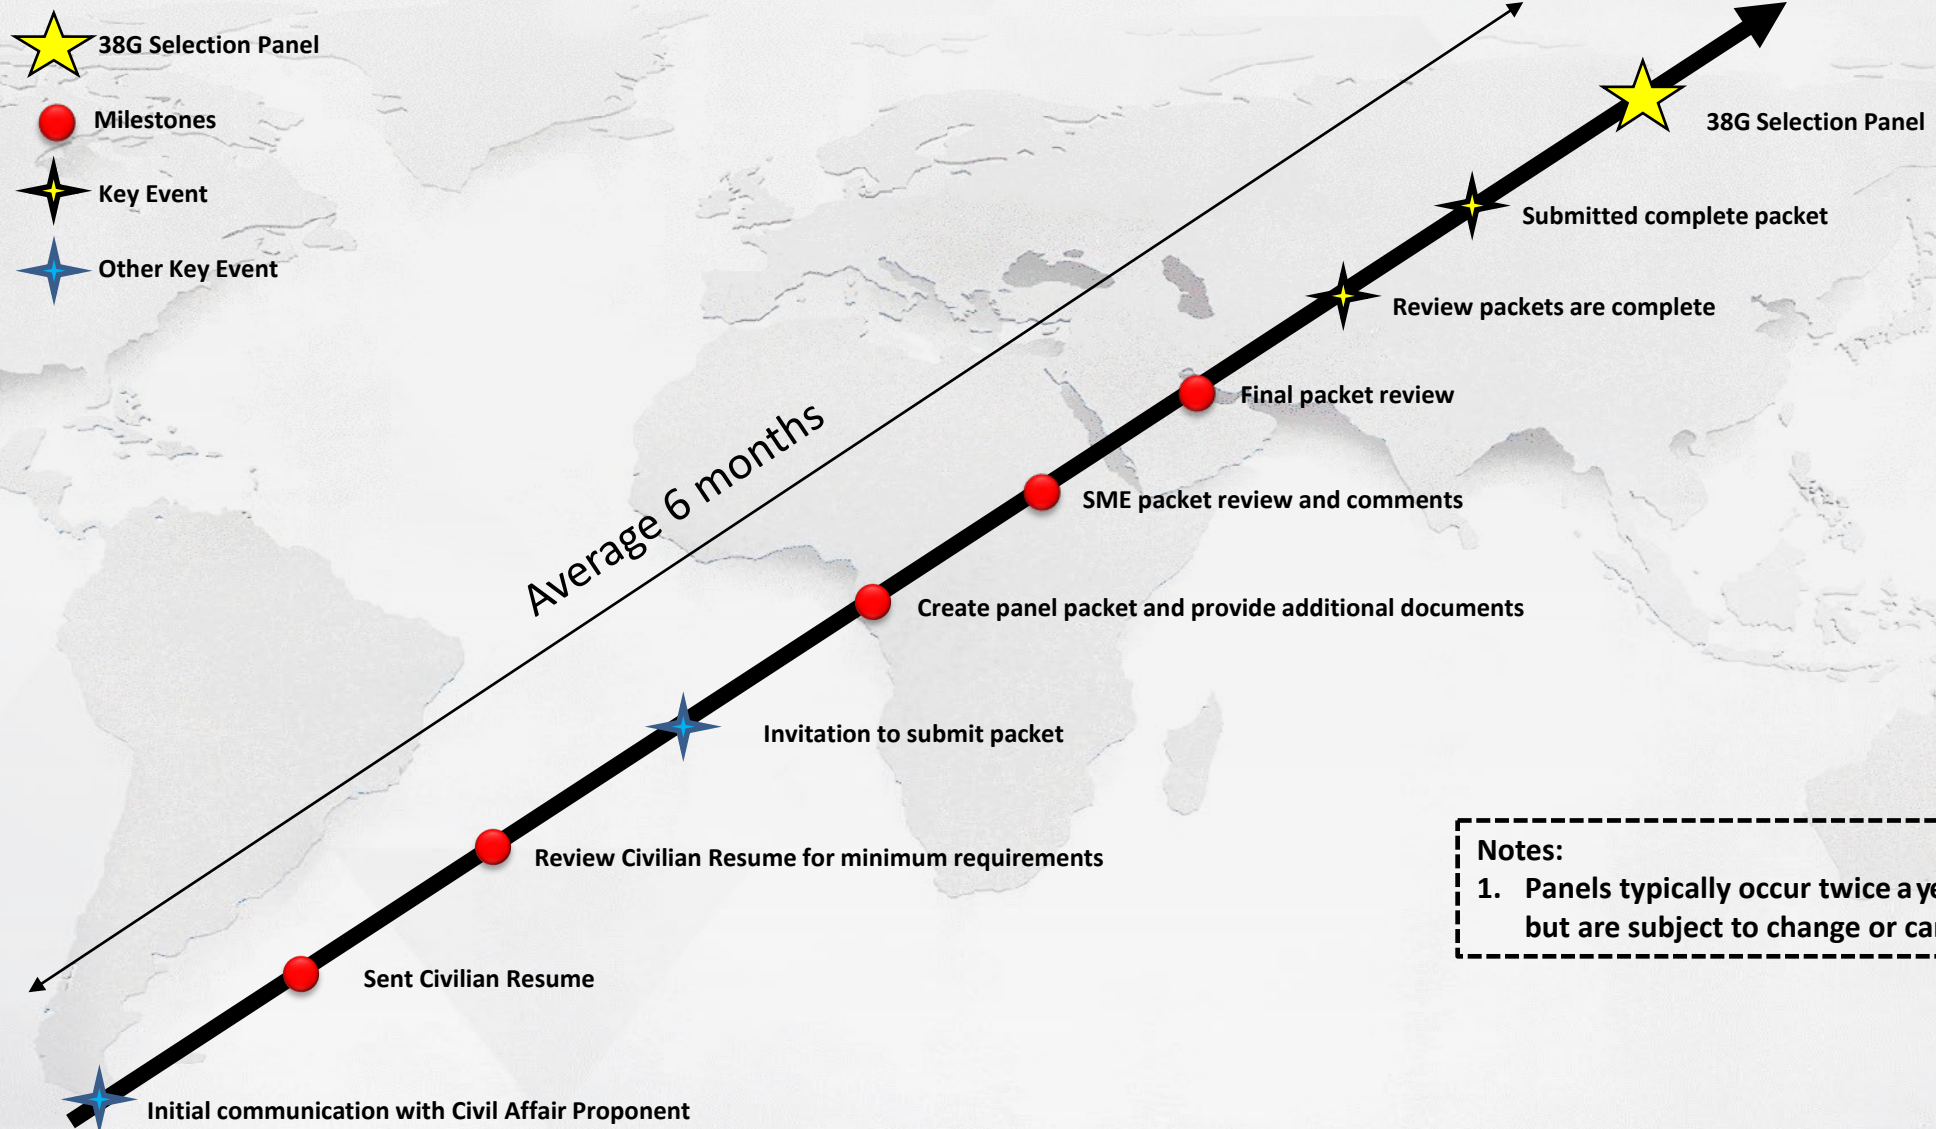 38G Selection Panel
Milestones
Key Event
Other Key Event
38G Selection Panel
Submitted complete packet
Review packets are complete
Final packet review
SME packet review and comments
Create panel packet and provide additional documents
Invitation to submit packet
Review Civilian Resume for minimum requirements
Sent Civilian Resume
Initial communication with Civil Affair Proponent
Average 6 months
Notes:
1. Panels typically occur twice a
but are subject to change or